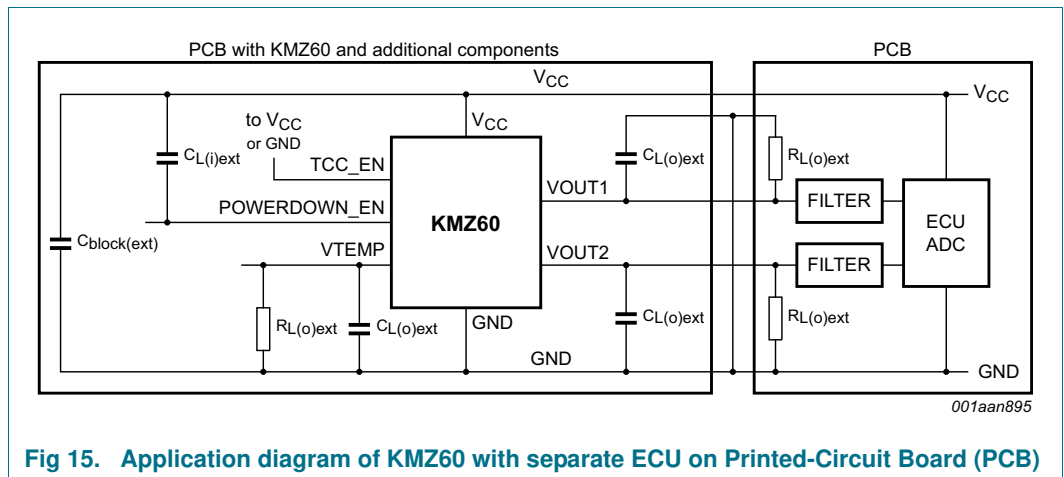 PCB with KMZ60 and additional components
PCB
VCC
VCC
to VCC
or GND
VCC
CL(i)ext
TCC_EN
CL(o)ext
RL(o)ext
VOUT1
FILTER
POWERDOWN_EN
KMZ60
ECU
ADC
Cblock(ext)
VTEMP
VOUT2
FILTER
RL(o)ext
CL(o)ext
GND
CL(o)ext
RL(o)ext
GND
GND
001aan895
Fig 15. Application diagram of KMZ60 with separate ECU on Printed-Circuit Board (PCB)